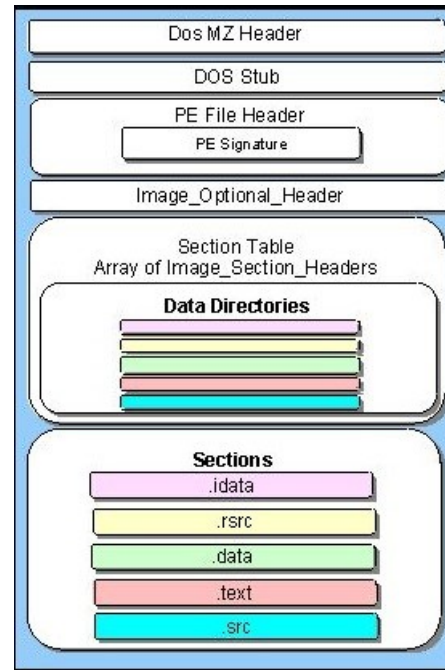 Dos MZ Header
DOS Stub
PE File Header
PE Signature
Image_Optional_Header
Section Table
Array of Image_Section_Headers
Data Directories
Sections
.idata
.rsrc
.data
.text
.src